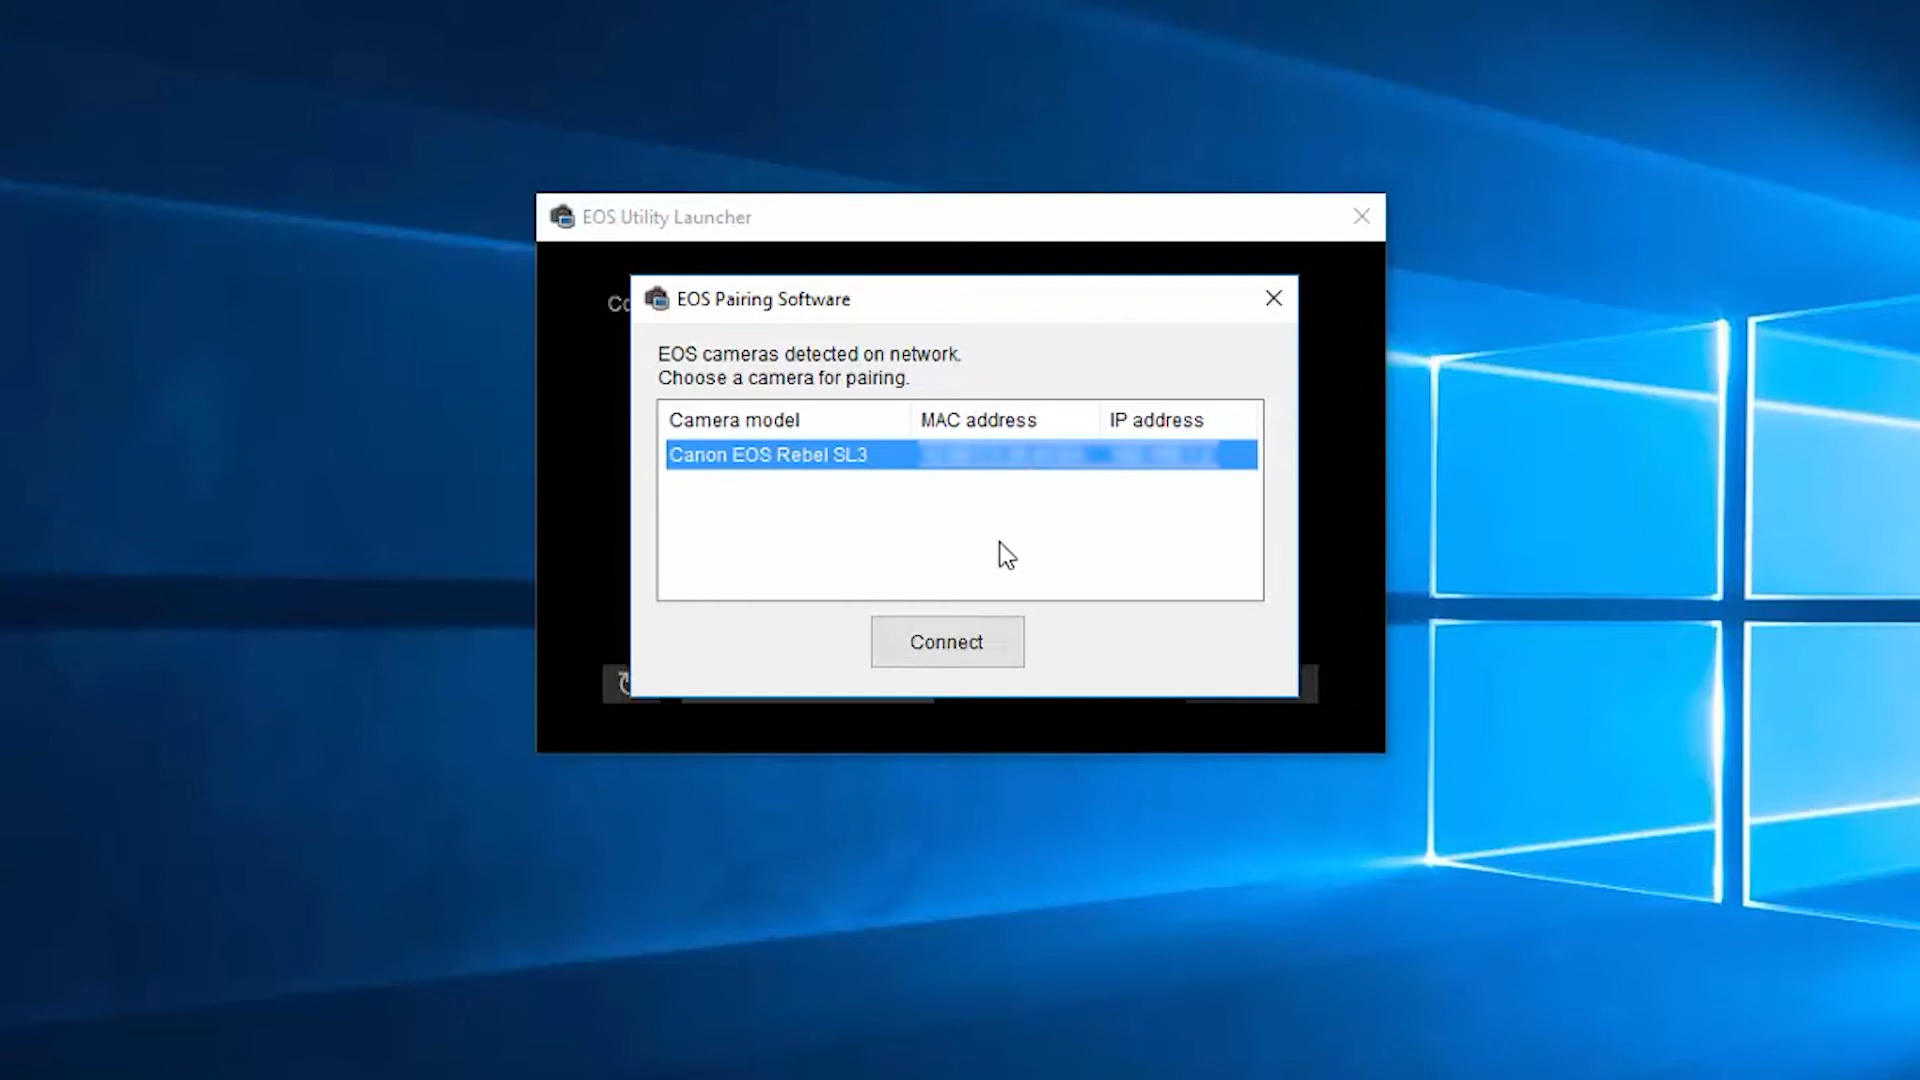 EOS Utility Launcher
Co
EOS Pairing Software
EOS cameras detected on network.
Choose a camera for pairing.
Camera model MAC address IP address
Canon EOS Rebel SL3
Connect